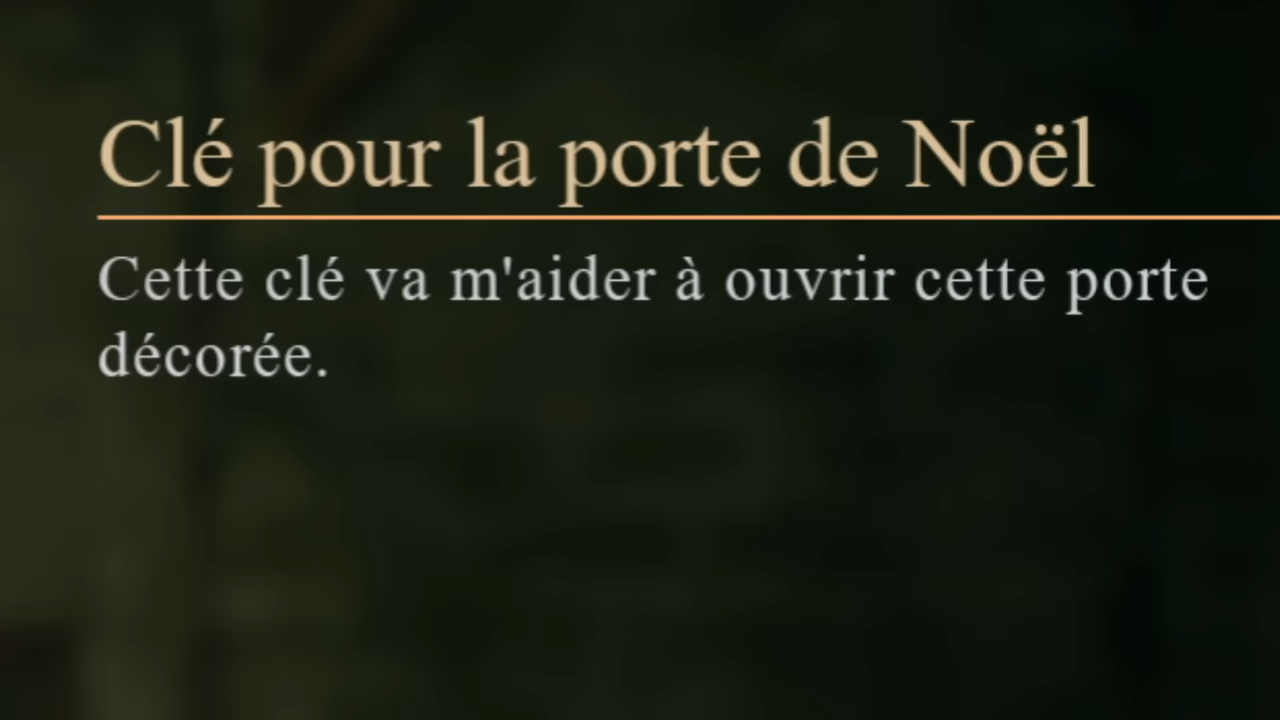 Clé pour la porte de Noël
Cette clé va m'aider à ouvrir cette porte
décorée.